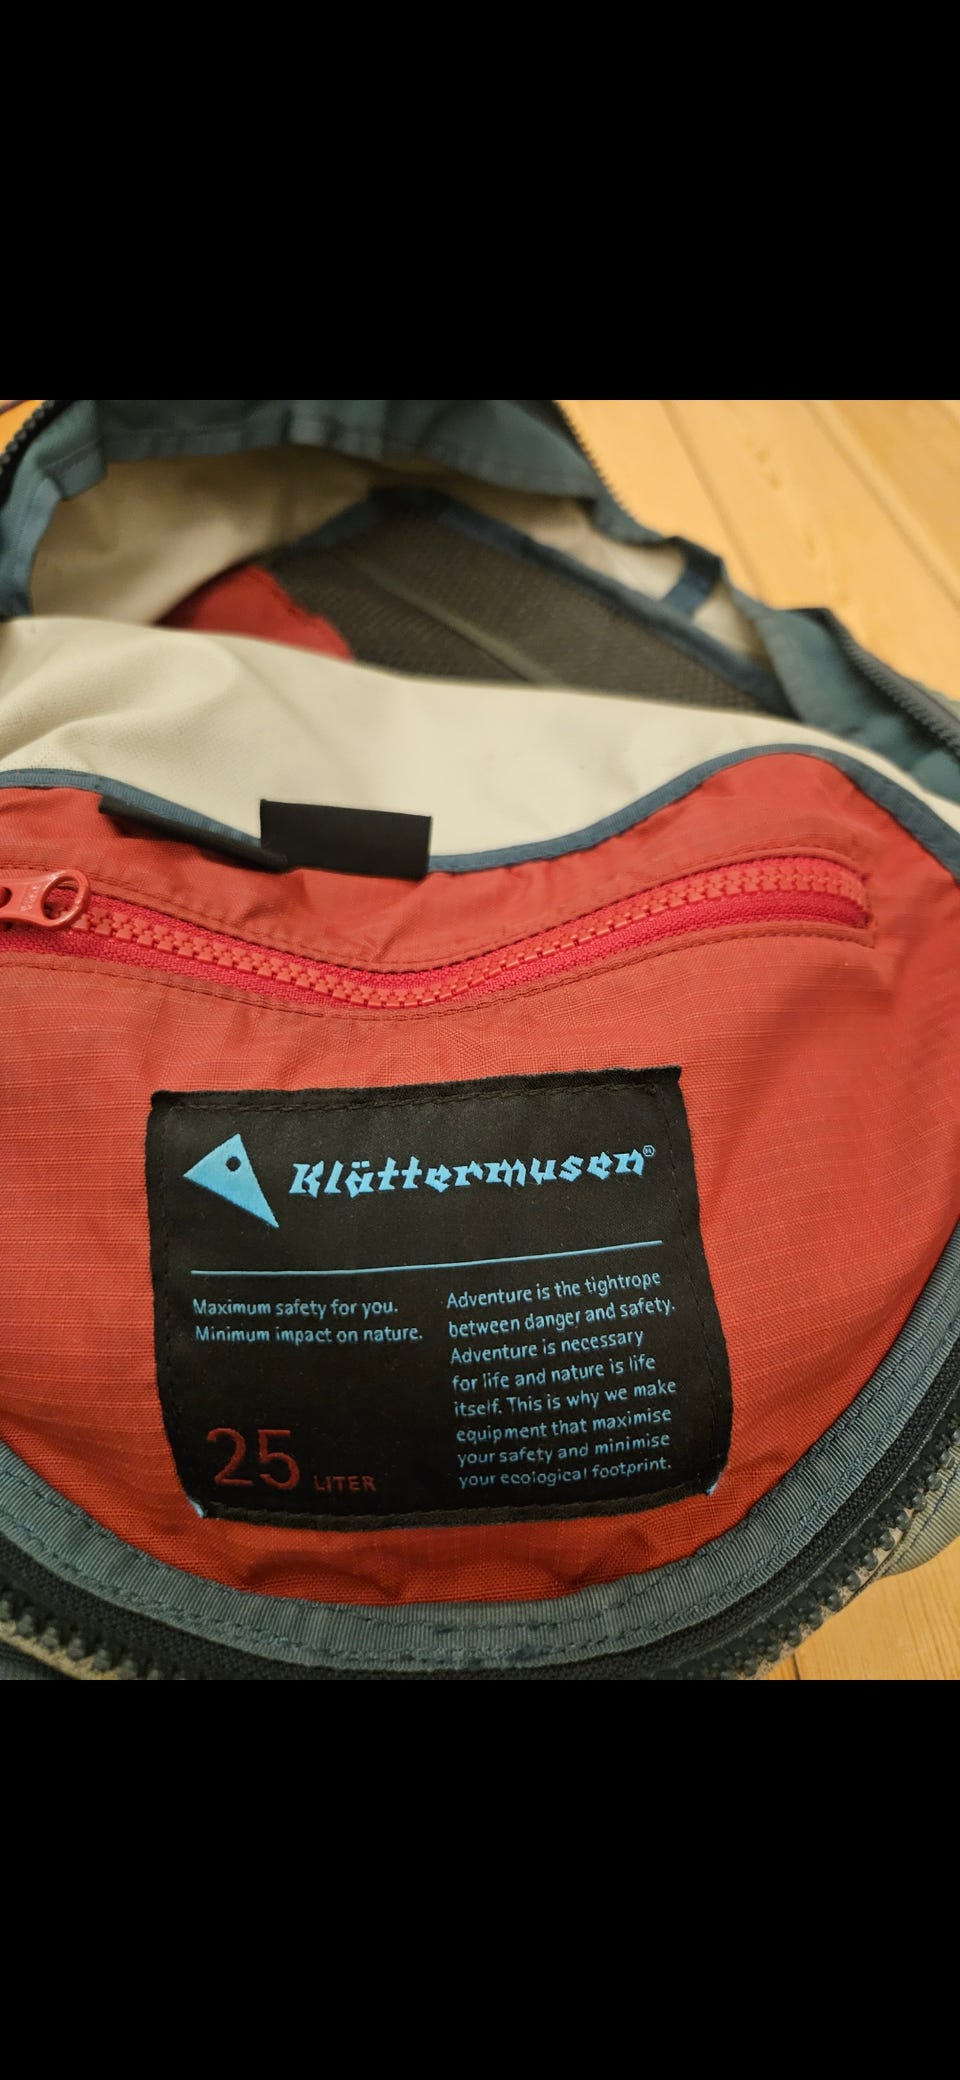 Klättermusen®
Maximum safety for you.
Minimum impact on nature.
25 LITER
Adventure is the tightrope
between danger and safety.
Adventure is necessary
for life and nature is life
itself. This is why we make
equipment that maximise
your safety and minimise
your ecological footprint.